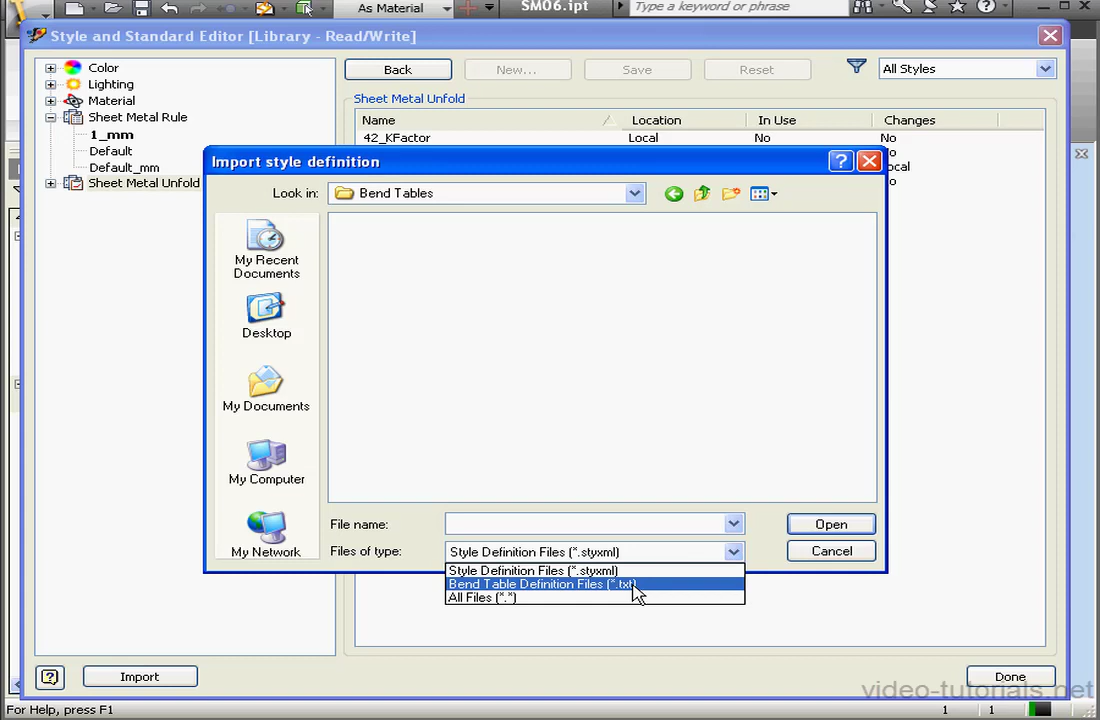 As Material
SM06.ipt
Type a keyword or phrase
Style and Standard Editor [Library - Read/Write]
Color
Lighting
Material
Sheet Metal Rule
1_mm
Default
Default_mm
Sheet Metal Unfold
Back
New...
Save
Reset
All Styles
Sheet Metal Unfold
Name
Location
In Use
Changes
42_KFactor
Local
No
No
Import style definition
Look in:
Bend Tables
My Recent
Documents
Desktop
My Documents
My Computer
My Network
File name:
Open
Files of type:
Style Definition Files (*.styxml)
Cancel
Style Definition Files (*.styxml)
Bend Table Definition Files (*.txt)
All Files (*.*)
Import
Done
video-tutorials.net
For Help, press F1
1
1